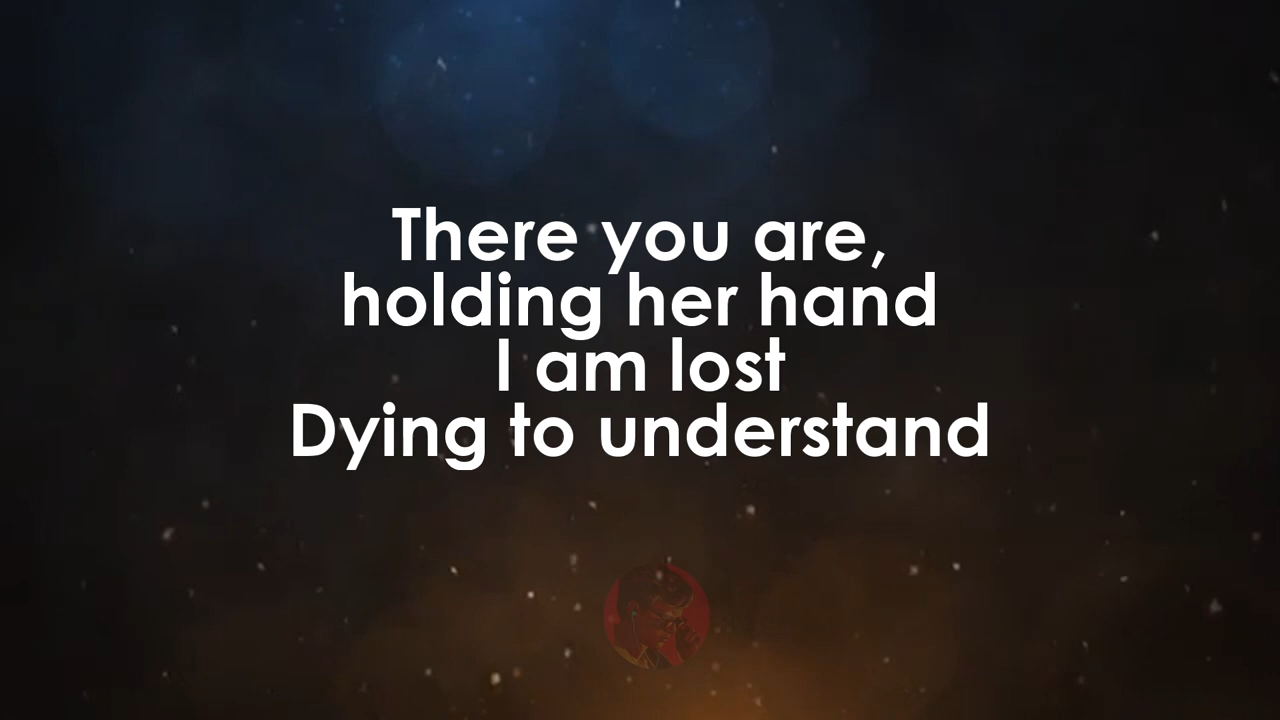 There you are,
holding her hand
I am lost
Dying to understand